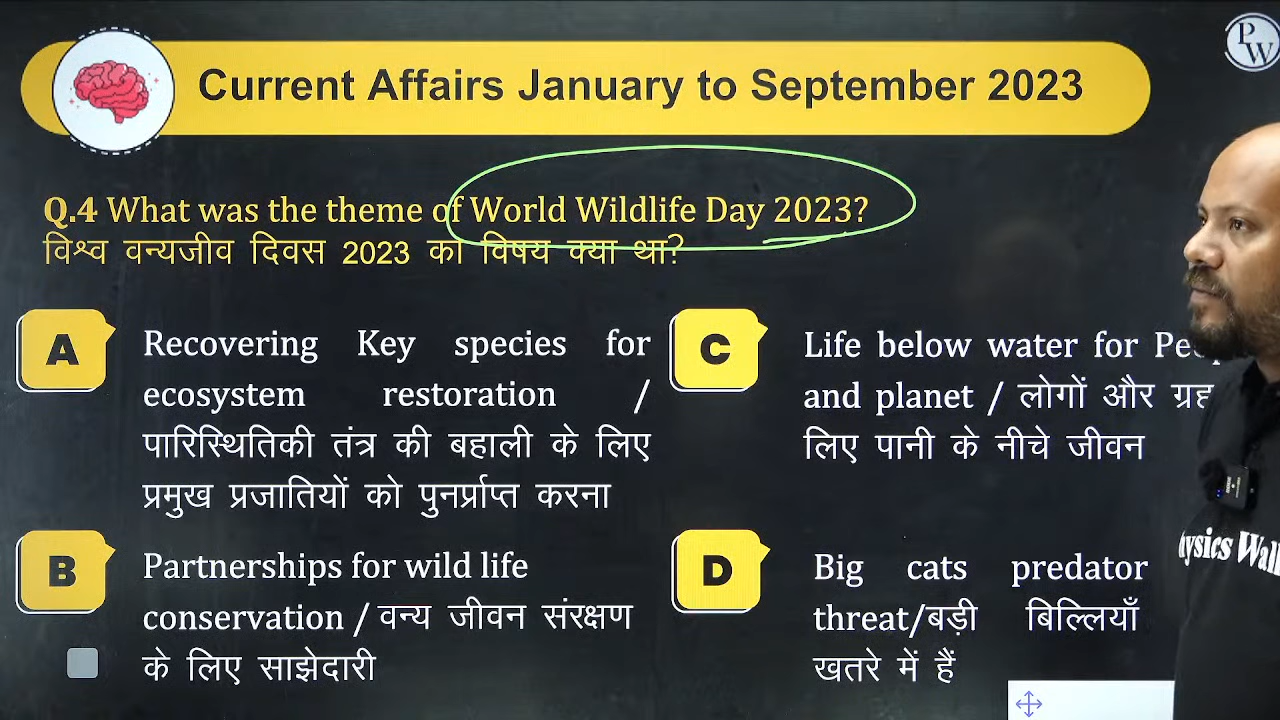 Current Affairs January to September 2023
PW
Q.4 What was the theme of World Wildlife Day 2023?
विश्व वन्यजीव दिवस 2023 का विषय क्या था?
A
Recovering Key species for
ecosystem restoration /
पारिस्थितिकी तंत्र की बहाली के लिए
प्रमुख प्रजातियों को पुनर्प्राप्त करना
B
Partnerships for wild life
conservation / वन्य जीवन संरक्षण
के लिए साझेदारी
C
Life below water for
and planet / लोगों और ग्रह
लिए पानी के नीचे जीवन
D
Big cats predator
threat/बड़ी बिल्लियाँ
खतरे में हैं